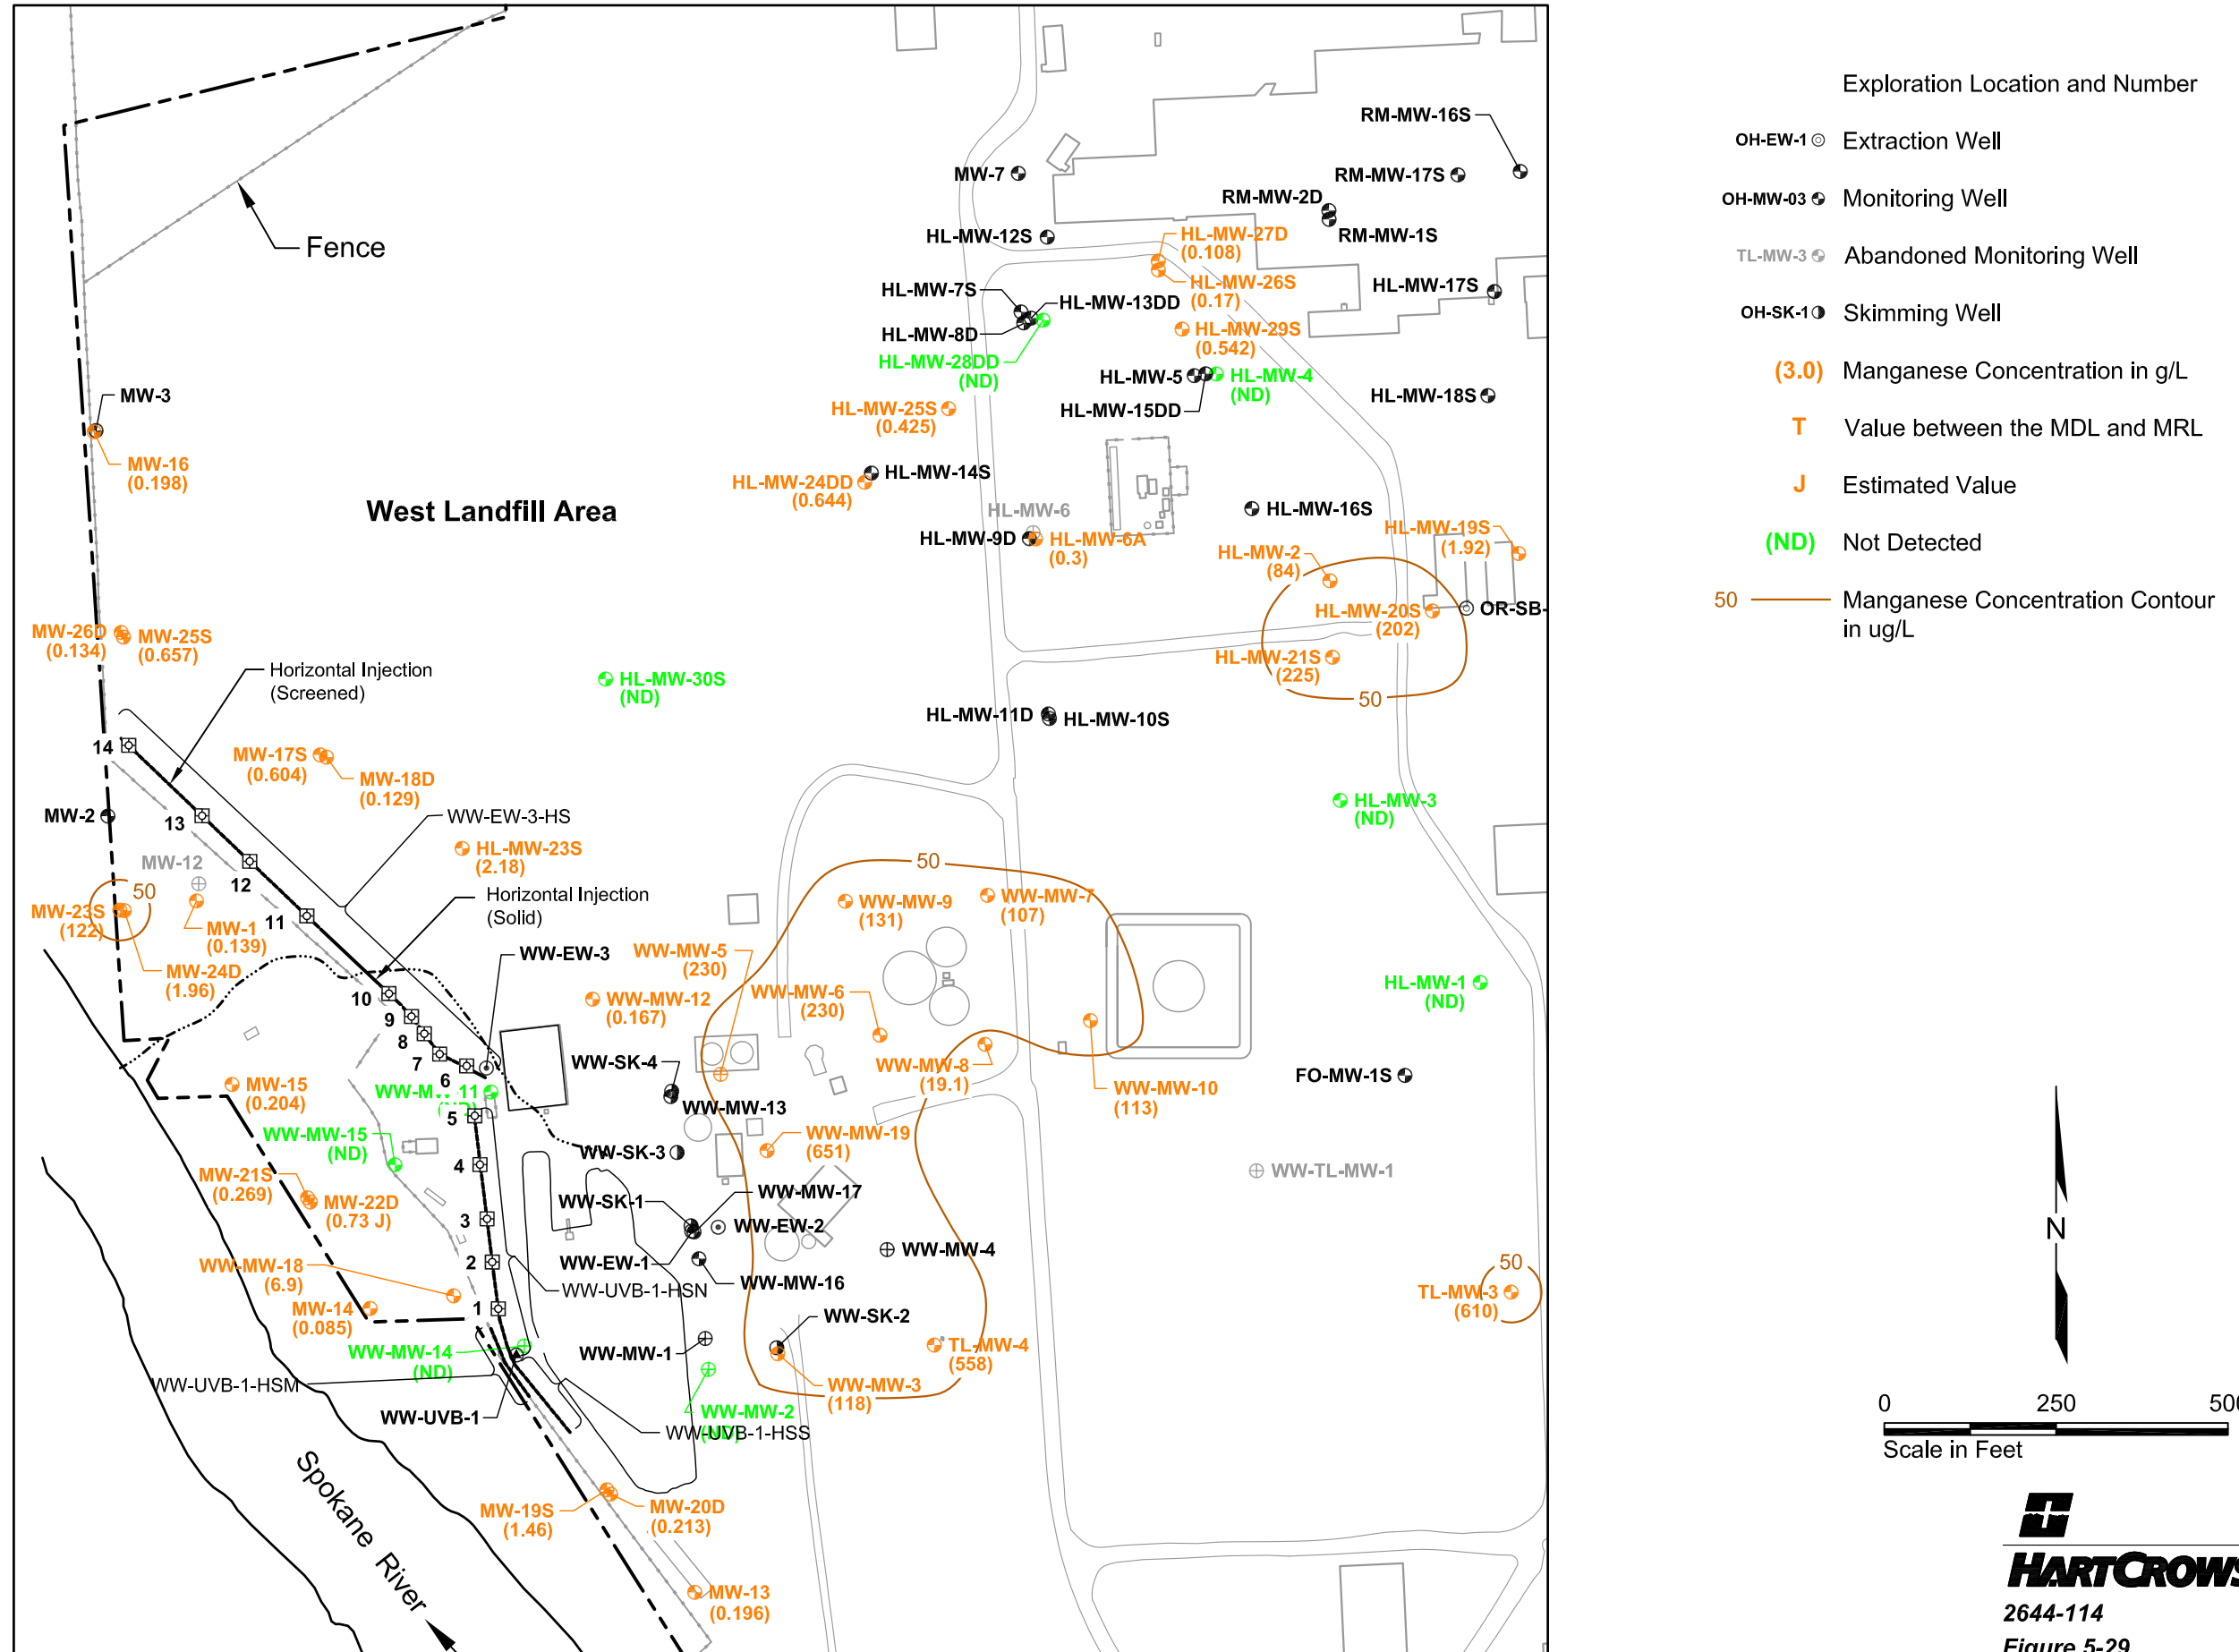 Exploration Location and Number
OH-EW-1 Extraction Well
OH-MW-03 Monitoring Well
TL-MW-3 Abandoned Monitoring Well
OH-SK-1 Skimming Well
(3.0) Manganese Concentration in g/L
T Value between the MDL and MRL
J Estimated Value
(ND) Not Detected
50 Manganese Concentration Contour
in ug/L
Fence
RM-MW-16S
MW-7
RM-MW-17S
RM-MW-2D
RM-MW-1S
HL-MW-12S
HL-MW-27D
(0.108)
HL-MW-26S
(0.17)
HL-MW-17S
HL-MW-7S
HL-MW-13DD
HL-MW-8D
HL-MW-29S
(0.542)
HL-MW-28DD
(ND)
HL-MW-5
HL-MW-4
(ND)
HL-MW-15DD
HL-MW-18S
MW-3
HL-MW-25S
(0.425)
MW-16
(0.198)
HL-MW-14S
HL-MW-24DD
(0.644)
West Landfill Area
HL-MW-6
HL-MW-16S
HL-MW-9D
HL-MW-6A
(0.3)
HL-MW-19S
(1.92)
HL-MW-2
(84)
HL-MW-20S
(202)
OR-SB-
MW-26D
(0.134)
MW-25S
(0.657)
HL-MW-21S
(225)
50
Horizontal Injection
(Screened)
HL-MW-30S
(ND)
HL-MW-11D
HL-MW-10S
14
MW-17S
(0.604)
MW-18D
(0.129)
HL-MW-3
(ND)
MW-2
13
WW-EW-3-HS
MW-12
12
HL-MW-23S
(2.18)
50
50
MW-23S
(122)
MW-1
(0.139)
11
Horizontal Injection
(Solid)
WW-MW-9
(131)
WW-MW-7
(107)
MW-24D
(1.96)
WW-EW-3
WW-MW-5
(230)
HL-MW-1
(ND)
10
WW-MW-12
(0.167)
WW-MW-6
(230)
9
8
7
6
WW-SK-4
WW-MW-8
(19.1)
WW-MW-10
(113)
FO-MW-1S
MW-15
(0.204)
WW-MW-11
WW-MW-13
5
WW-MW-15
(ND)
WW-MW-19
(651)
WW-SK-3
4
WW-TL-MW-1
MW-21S
(0.269)
MW-22D
(0.73 J)
WW-SK-1
WW-MW-17
3
WW-EW-2
WW-EW-1
WW-MW-4
2
WW-MW-16
WW-MW-18
(6.9)
WW-UVB-1-HSN
50
TL-MW-3
(610)
MW-14
(0.085)
1
WW-SK-2
WW-MW-14
(ND)
WW-MW-1
TL-MW-4
(558)
WW-UVB-1-HSM
WW-MW-3
(118)
WW-UVB-1
WW-MW-2
(ND)
WW-UVB-1-HSS
MW-19S
(1.46)
MW-20D
(0.213)
Spokane River
MW-13
(0.196)
N
0 250
Scale in Feet
HARTCROWS
2644-114
Figure 5-29